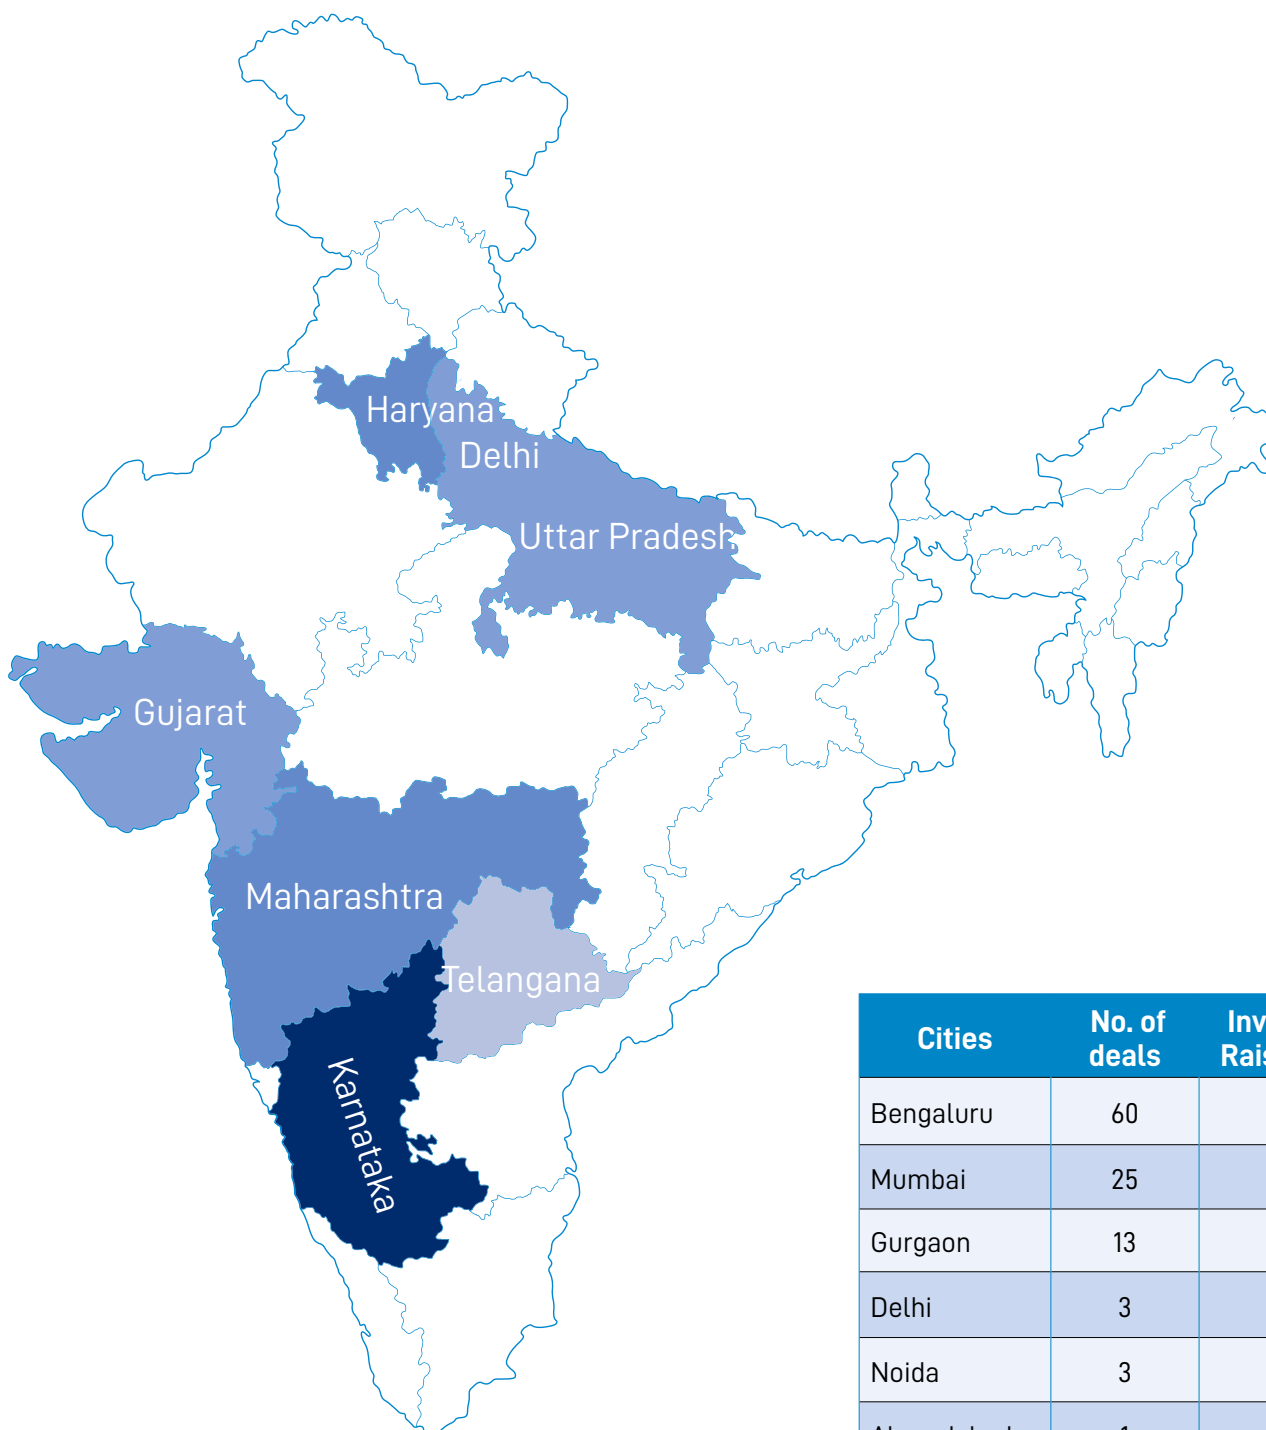 Haryana
Delhi
Uttar Pradesh
Gujarat
Maharashtra
Telangana
Karnataka
Cities No. of deals
Bengaluru 60
Mumbai 25
Gurgaon 13
Delhi 3
Noida 3